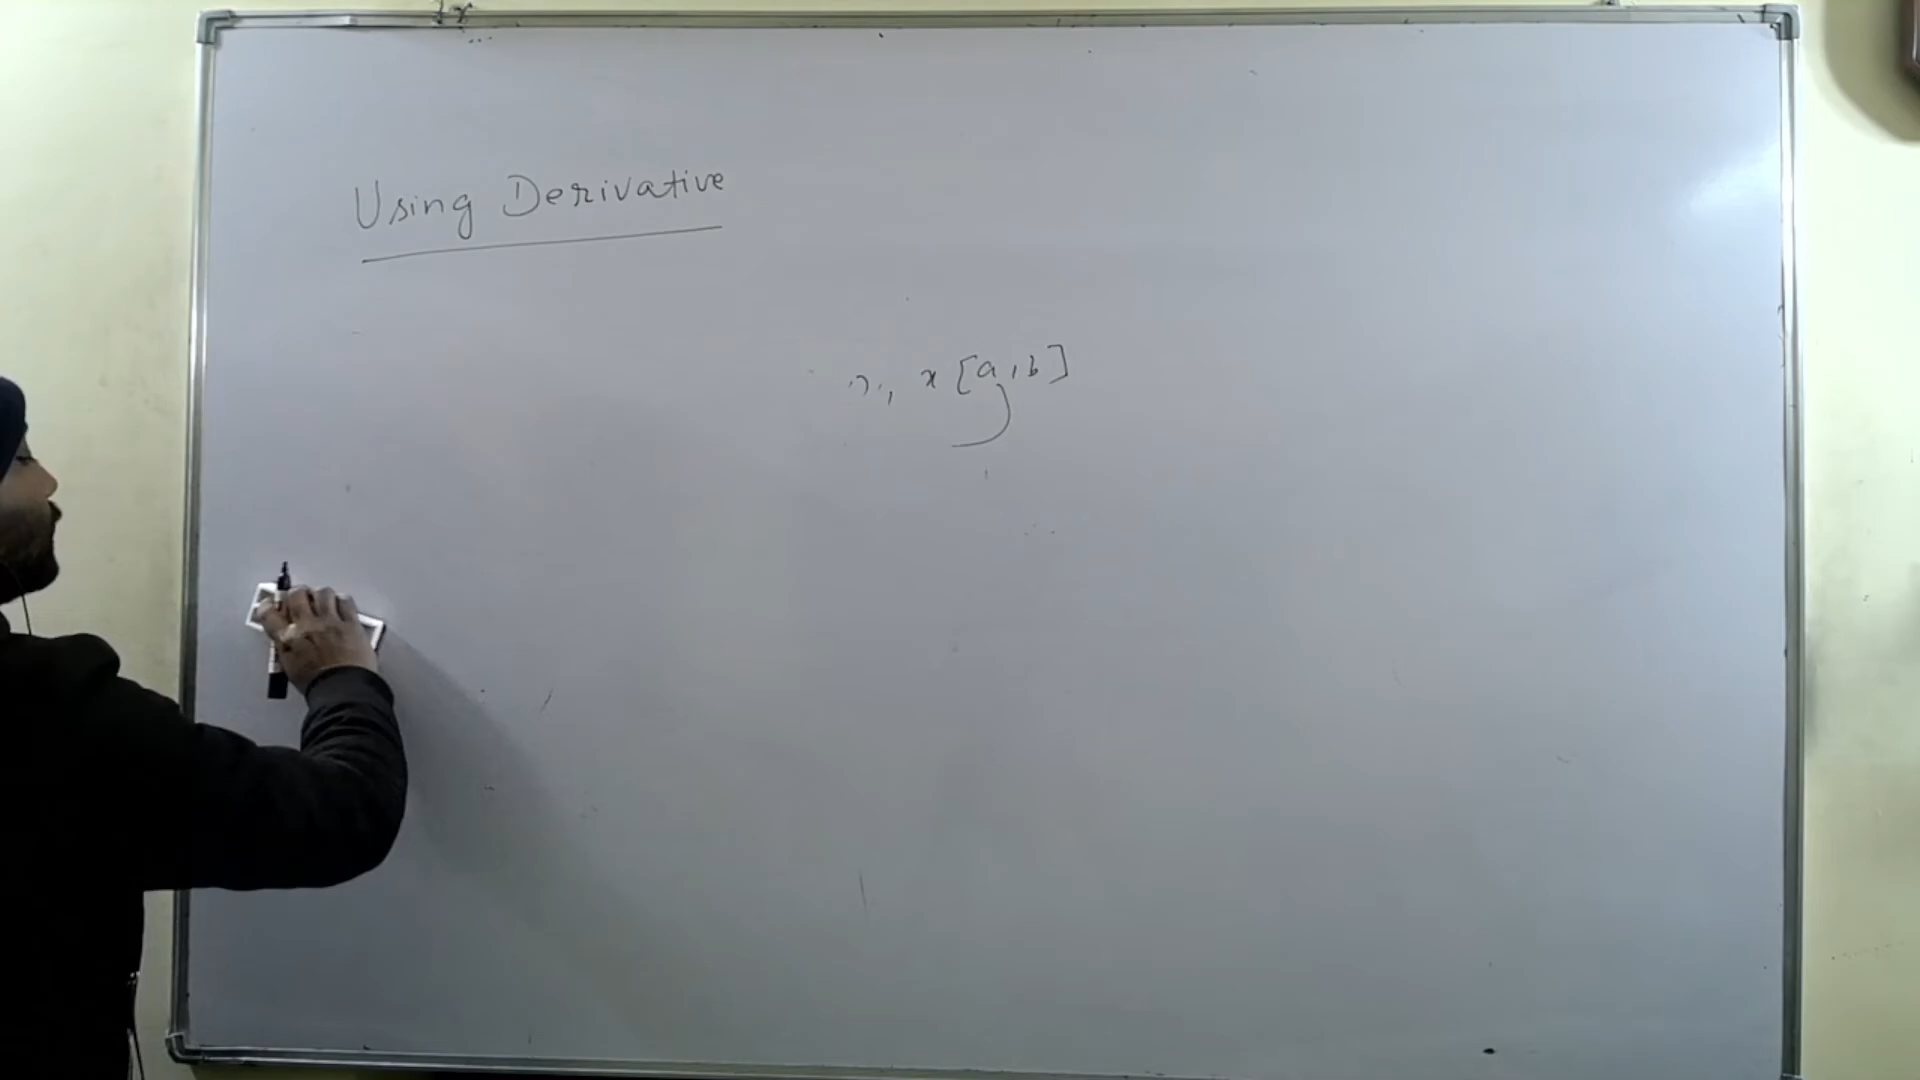 Using Derivative
x [a, b]